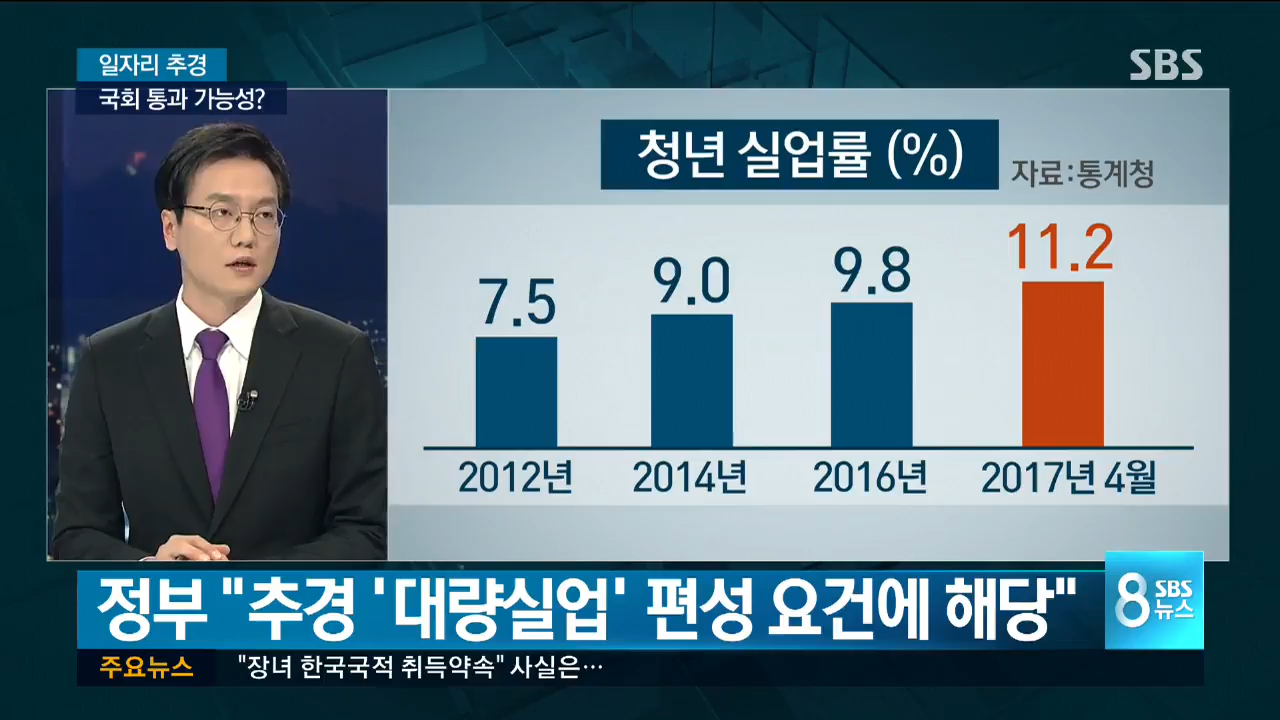 일자리 추경
국회 통과 가능성?
SBS
청년 실업률 (%)
자료:통계청
7.5
9.0
9.8
11.2
2012년
2014년
2016년
2017년 4월
정부 "추경 '대량실업' 편성 요건에 해당"
8 SBS 뉴스
주요뉴스
"장녀 한국국적 취득약속" 사실은…